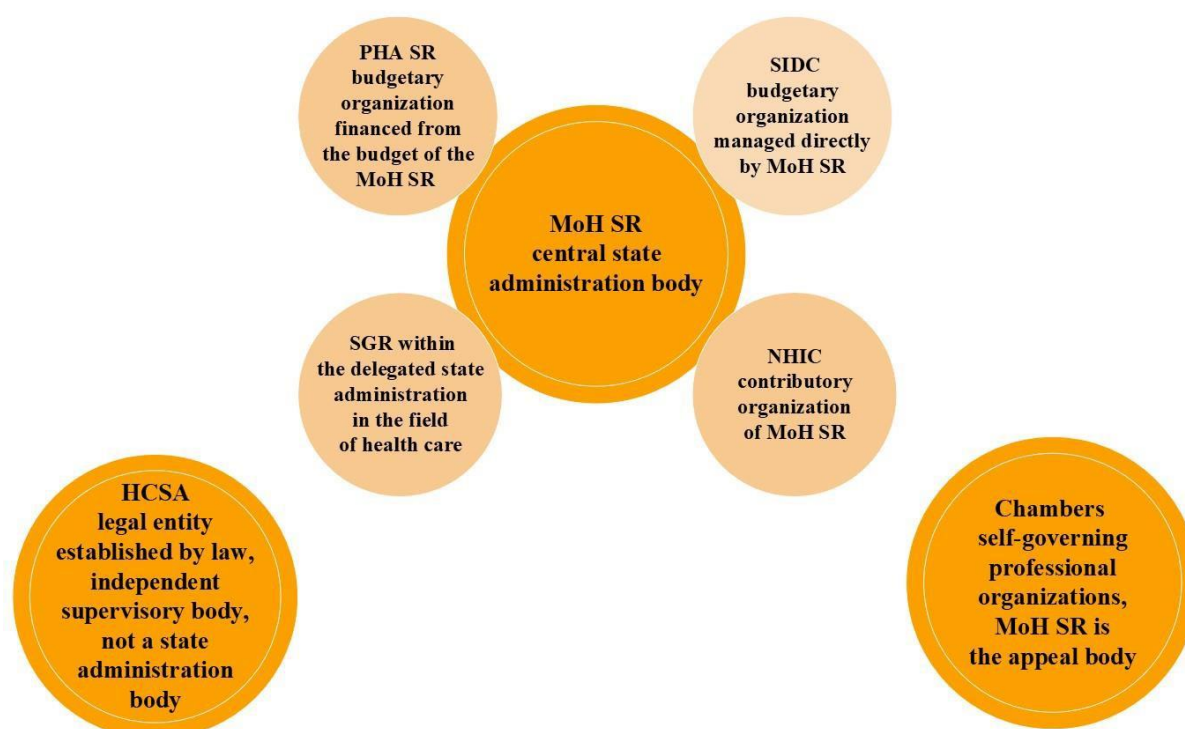 PHA SR
budgetary
organization
financed from
the budget of the
MoH SR
SIDC
budgetary
organization
managed directly
by MoH SR
MoH SR
central state
administration body
SGR within
the delegated state
administration
in the field
of health care
NHIC
contributory
organization
of MoH SR
HCSA
legal entity
established by law,
independent
supervisory body,
not a state
administration
body
Chambers
self-governing
professional
organizations,
MoH SR is
the appeal body